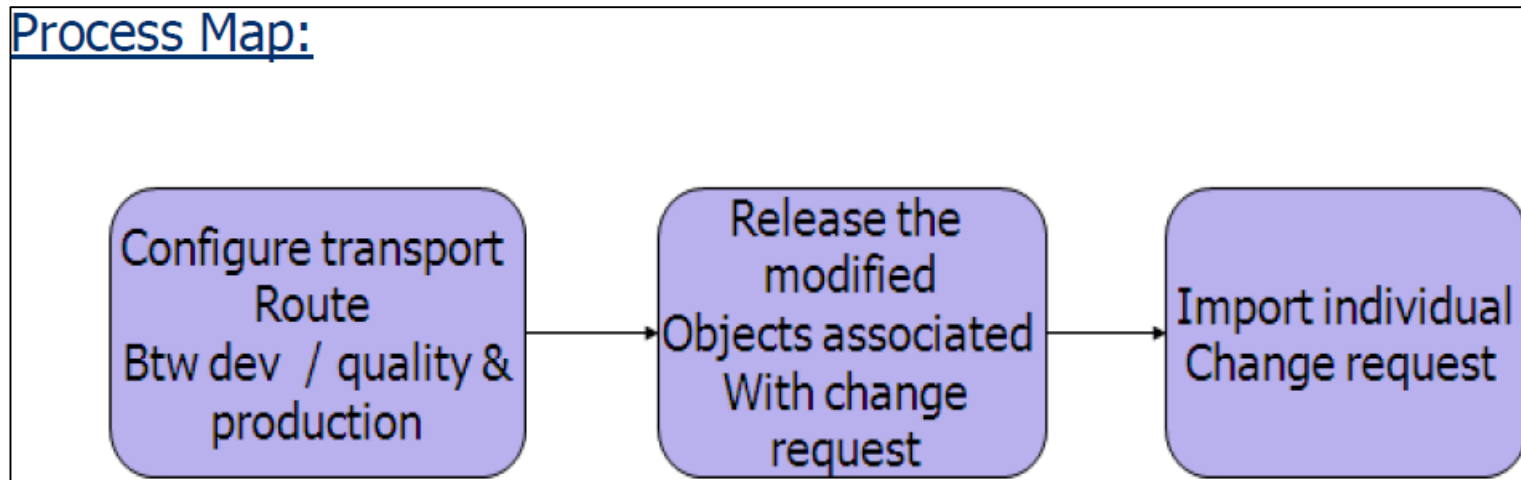 Process Map:
Configure transport
Route
Btw dev / quality &
production
Release the
modified
Objects associated
With change
request
Import individual
Change request